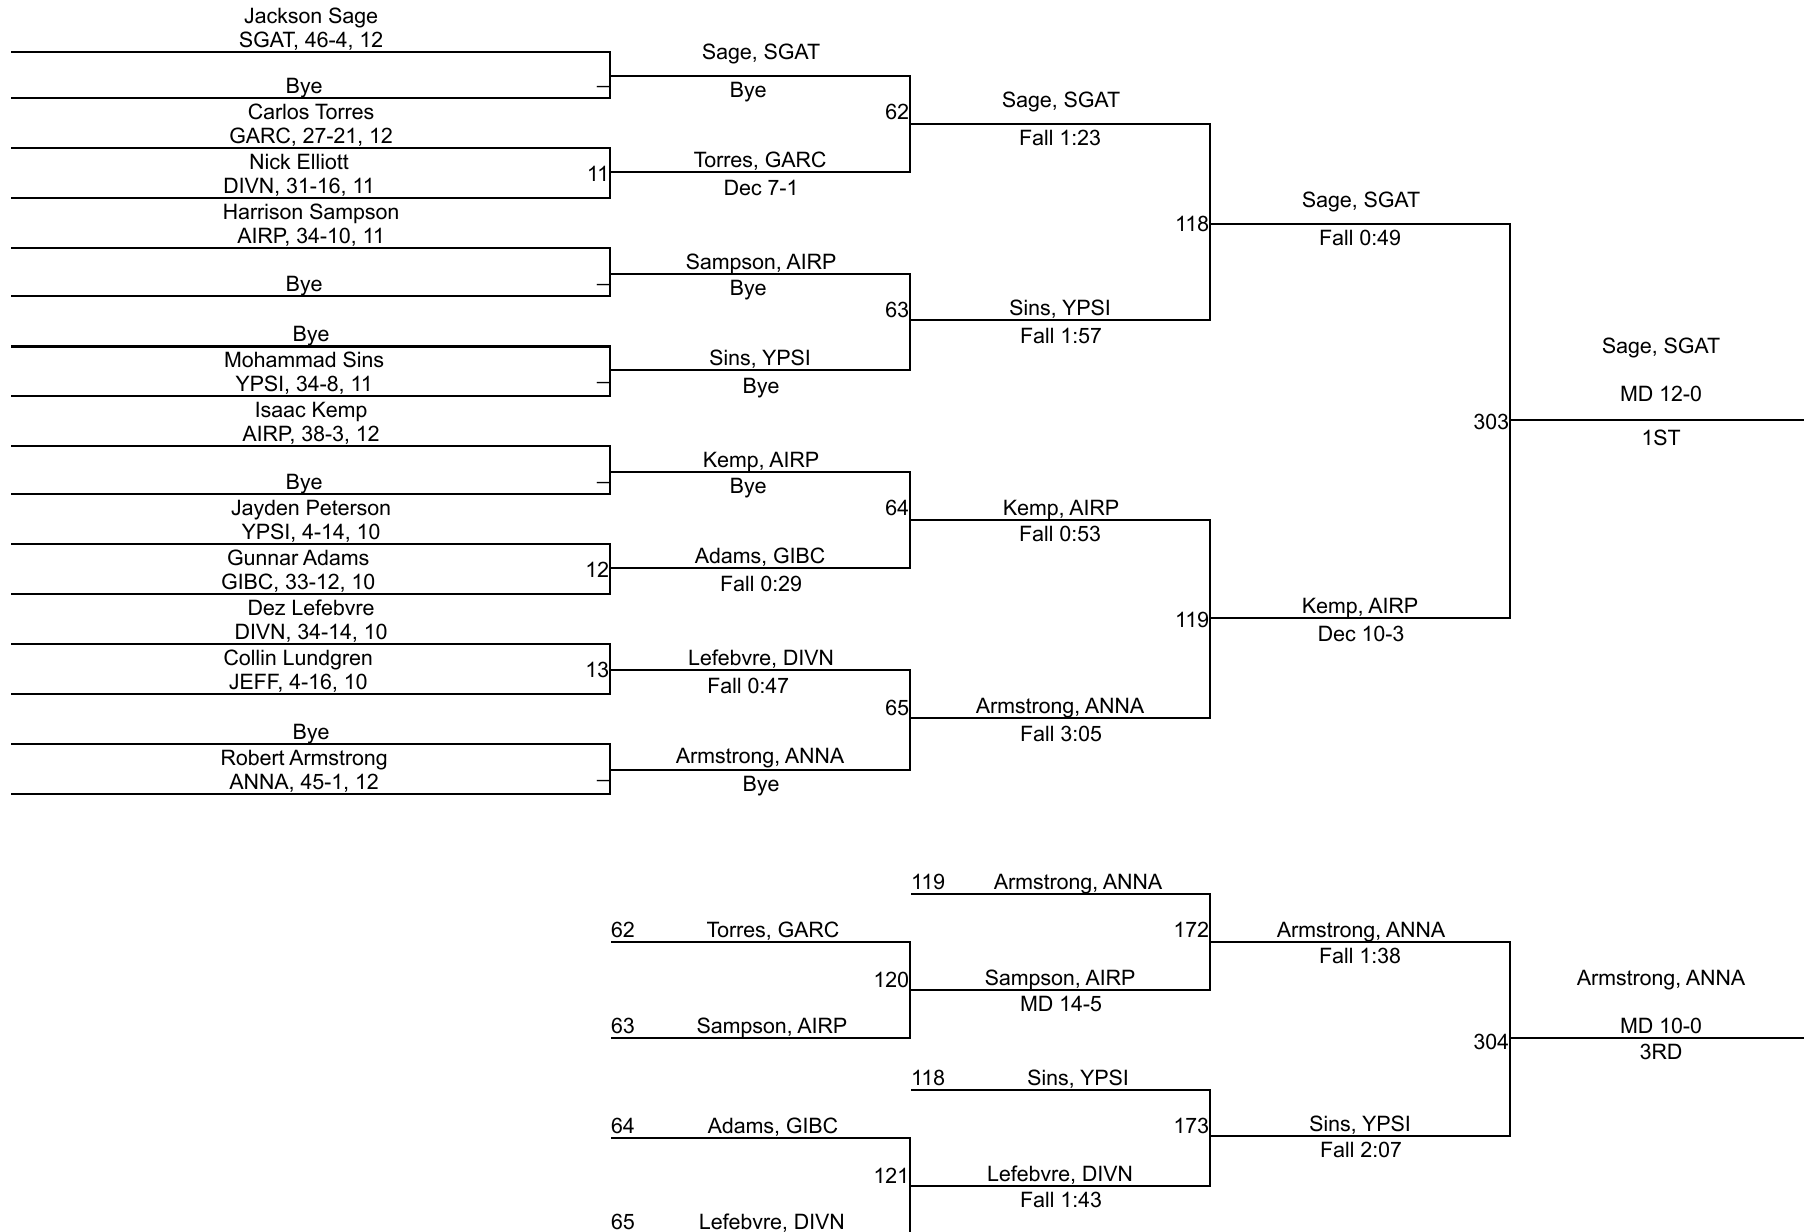 Jackson Sage
SGAT, 46-4, 12
Bye
Carlos Torres
GARC, 27-21, 12
Nick Elliott
DIVN, 31-16, 11
Harrison Sampson
AIRP, 34-10, 11
Bye
Bye
Mohammad Sins
YPSI, 34-8, 11
Isaac Kemp
AIRP, 38-3, 12
Bye
Jayden Peterson
YPSI, 4-14, 10
Gunnar Adams
GIBC, 33-12, 10
Dez Lefebvre
DIVN, 34-14, 10
Collin Lundgren
JEFF, 4-16, 10
Bye
Robert Armstrong
ANNA, 45-1, 12
–
11
–
–
–
12
13
–
Sage, SGAT
Bye
Torres, GARC
Dec 7-1
Sampson, AIRP
Bye
Sins, YPSI
Bye
Kemp, AIRP
Bye
Adams, GIBC
Fall 0:29
Lefebvre, DIVN
Fall 0:47
Armstrong, ANNA
Bye
62
63
64
65
Sage, SGAT
Fall 1:23
Sins, YPSI
Fall 1:57
Kemp, AIRP
Fall 0:53
Armstrong, ANNA
Fall 3:05
118
119
Sage, SGAT
Fall 0:49
Kemp, AIRP
Dec 10-3
303
Sage, SGAT
MD 12-0
1ST
62 Torres, GARC
63 Sampson, AIRP
64 Adams, GIBC
65 Lefebvre, DIVN
120
121
119 Armstrong, ANNA
Sampson, AIRP
MD 14-5
118 Sins, YPSI
Lefebvre, DIVN
Fall 1:43
172
173
Armstrong, ANNA
Fall 1:38
Sins, YPSI
Fall 2:07
304
Armstrong, ANNA
MD 10-0
3RD